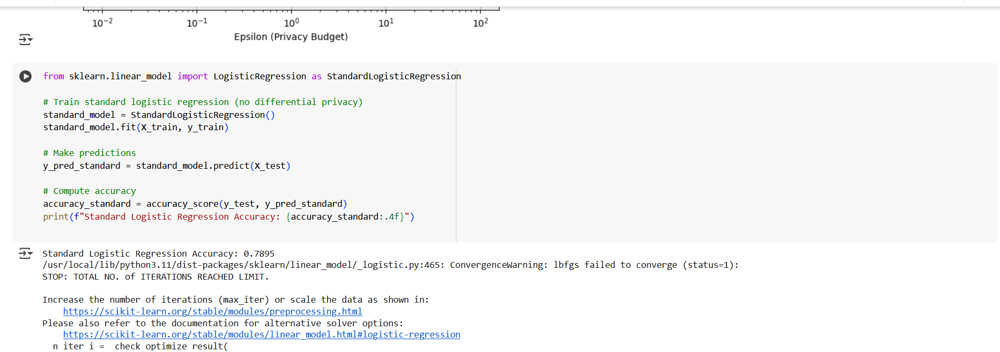 10⁻² 10⁻¹ 10⁰ 10¹ 10²
Epsilon (Privacy Budget)
from sklearn.linear_model import LogisticRegression as StandardLogisticRegression
# Train standard logistic regression (no differential privacy)
standard_model = StandardLogisticRegression()
standard_model.fit(X_train, y_train)
# Make predictions
y_pred_standard = standard_model.predict(X_test)
# Compute accuracy
accuracy_standard = accuracy_score(y_test, y_pred_standard)
print(f"Standard Logistic Regression Accuracy: {accuracy_standard:.4f}")
Standard Logistic Regression Accuracy: 0.7895
/usr/local/lib/python3.11/dist-packages/sklearn/linear_model/_logistic.py:465: ConvergenceWarning: lbfgs failed to converge (status=1):
STOP: TOTAL NO. of ITERATIONS REACHED LIMIT.
Increase the number of iterations (max_iter) or scale the data as shown in:
https://scikit-learn.org/stable/modules/preprocessing.html
Please also refer to the documentation for alternative solver options:
https://scikit-learn.org/stable/modules/linear_model.html#logistic-regression
n_iter_i = _check_optimize_result(